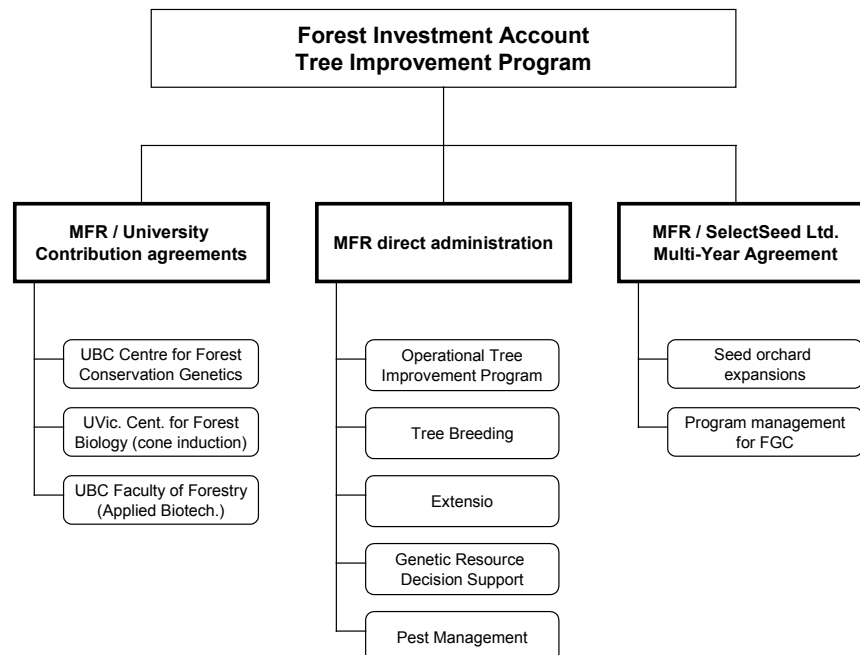 Forest Investment Account
Tree Improvement Program
MFR / University
Contribution agreements
UBC Centre for Forest
Conservation Genetics
UVic. Cent. for Forest
Biology (cone induction)
UBC Faculty of Forestry
(Applied Biotech.)
MFR direct administration
Operational Tree
Improvement Program
Tree Breeding
Extensio
Genetic Resource
Decision Support
Pest Management
MFR / SelectSeed Ltd.
Multi-Year Agreement
Seed orchard
expansions
Program management
for FGC